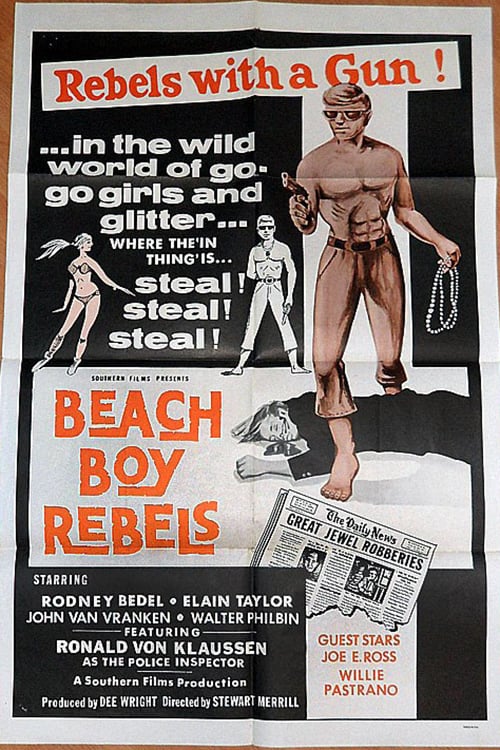 Rebels with a Gun !
...in the wild
world of go-
go girls and
glitter...
WHERE THE 'IN
THING' IS...
steal!
steal!
steal!
SOUTHERN FILMS PRESENTS
BEACH
BOY
REBELS
The Daily News
GREAT JEWEL ROBBERIES
STARRING
RODNEY BEDEL • ELAIN TAYLOR
JOHN VAN VRANKEN • WALTER PHILBIN
FEATURING
RONALD VON KLAUSSEN
AS THE POLICE INSPECTOR
A Southern Films Production
Produced by DEE WRIGHT Directed by STEWART MERRILL
GUEST STARS
JOE E. ROSS
WILLIE
PASTRANO